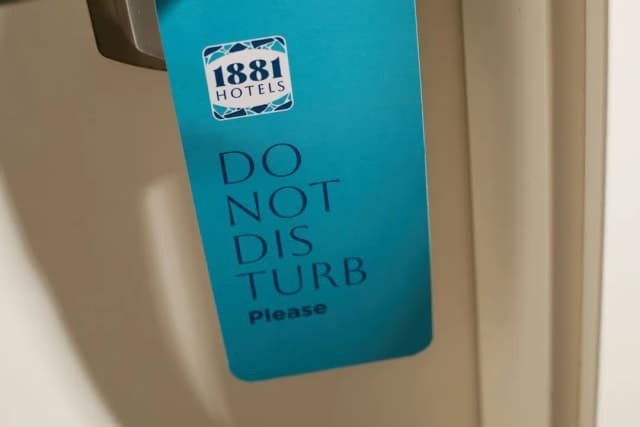 1881
HOTELS
DO
NOT
DIS
TURB
Please